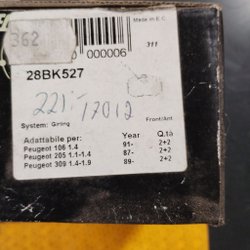 Made in E.C.
362
000006
311
28BK527
221-17012
System: Girling
Front/Ant.
Adattabile per: Year Q.tà
Peugeot 106 1.4 91- 2+2
Peugeot 205 1.1-1.4 87- 2+2
Peugeot 309 1.4-1.9 89- 2+2